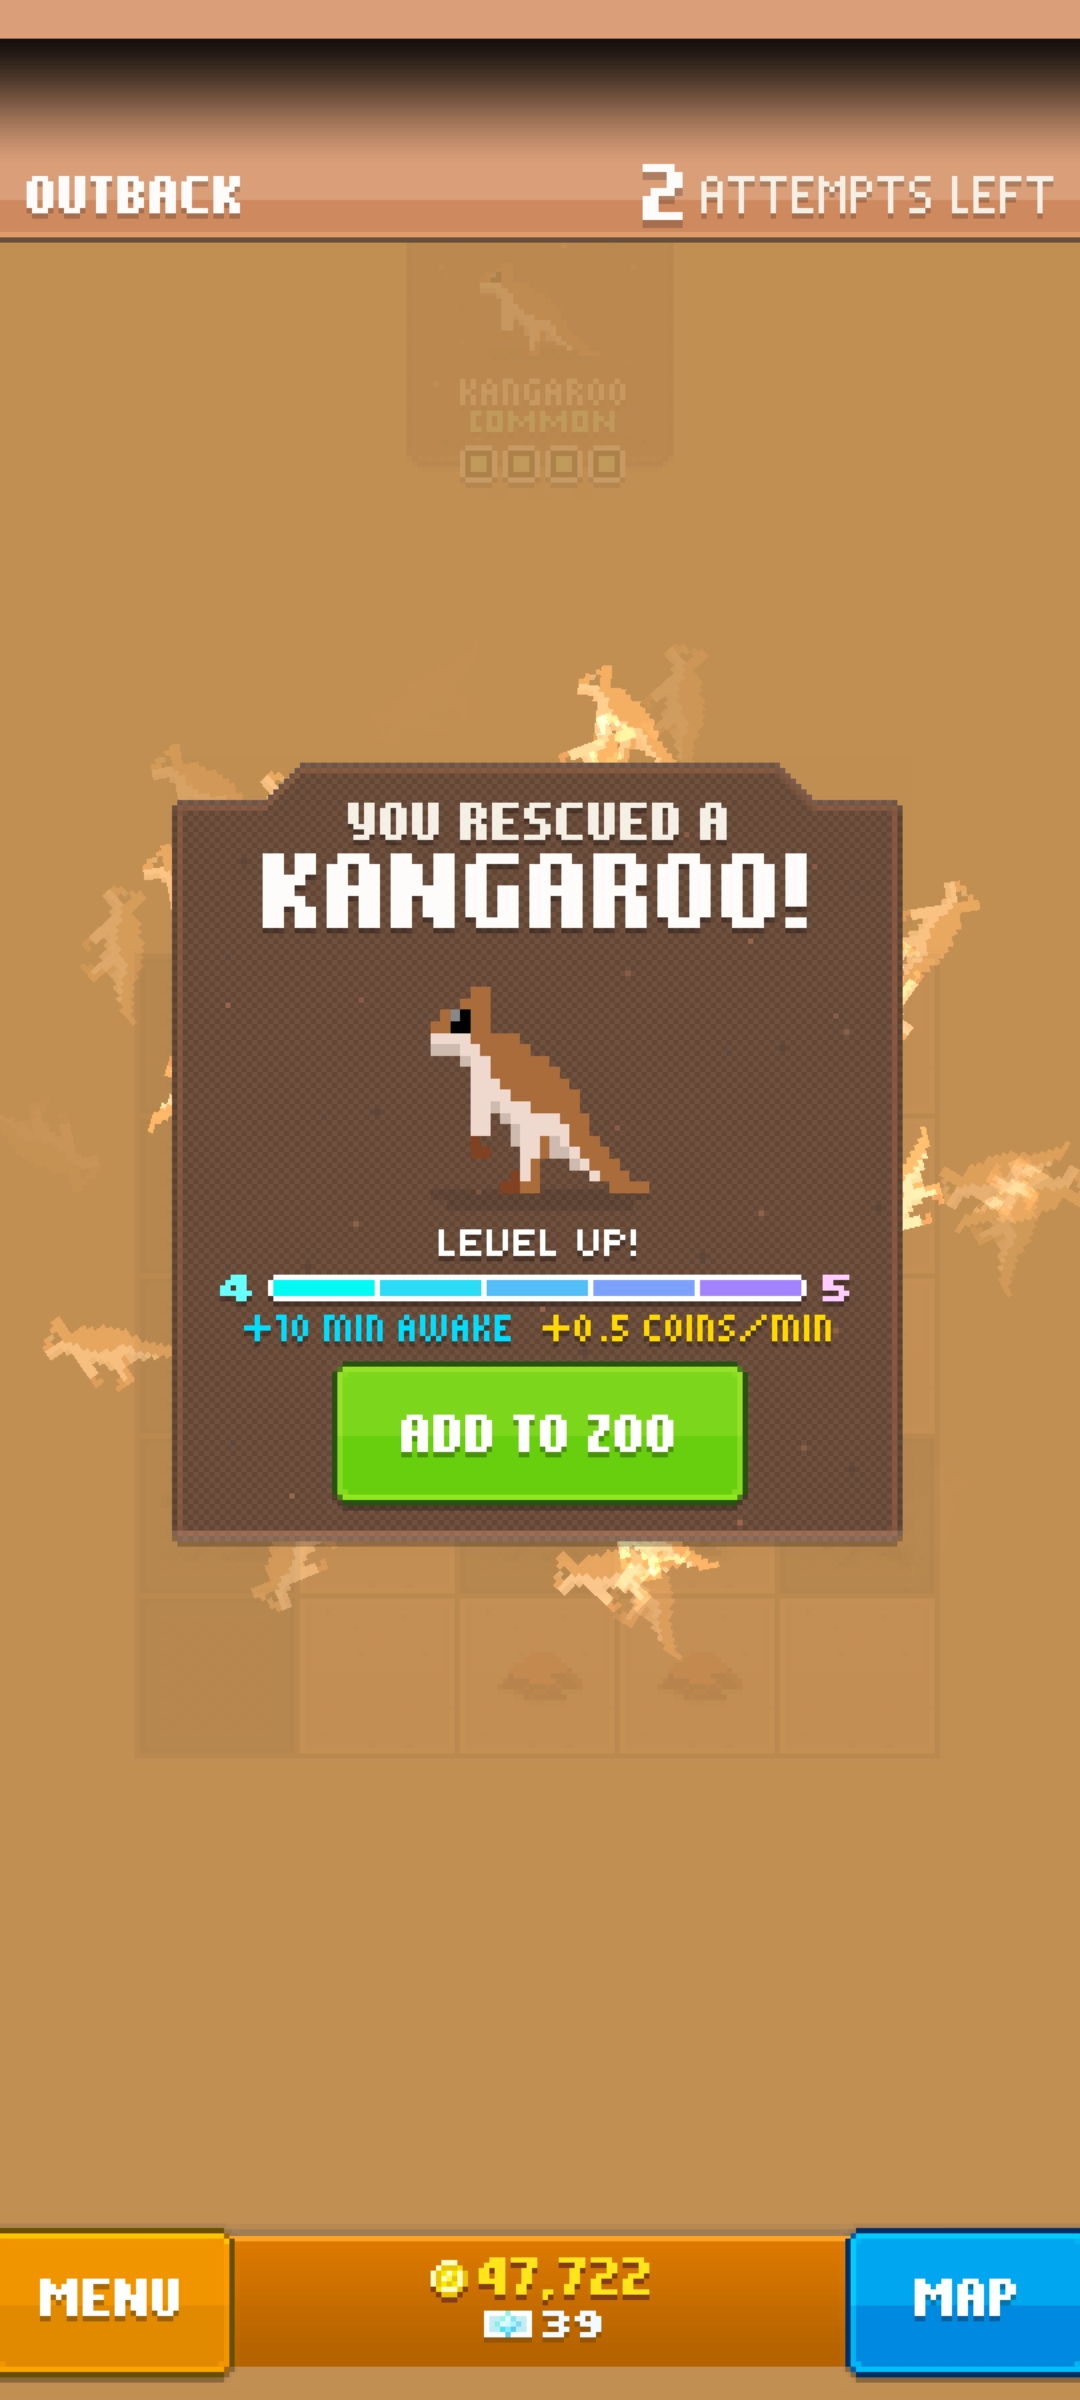 OUTBACK
2 ATTEMPTS LEFT
KANGAROO
COMMON
YOU RESCUED A
KANGAROO!
LEVEL UP!
4 5
+10 MIN AWAKE +0.5 COINS/MIN
ADD TO ZOO
MENU
47,722
39
MAP